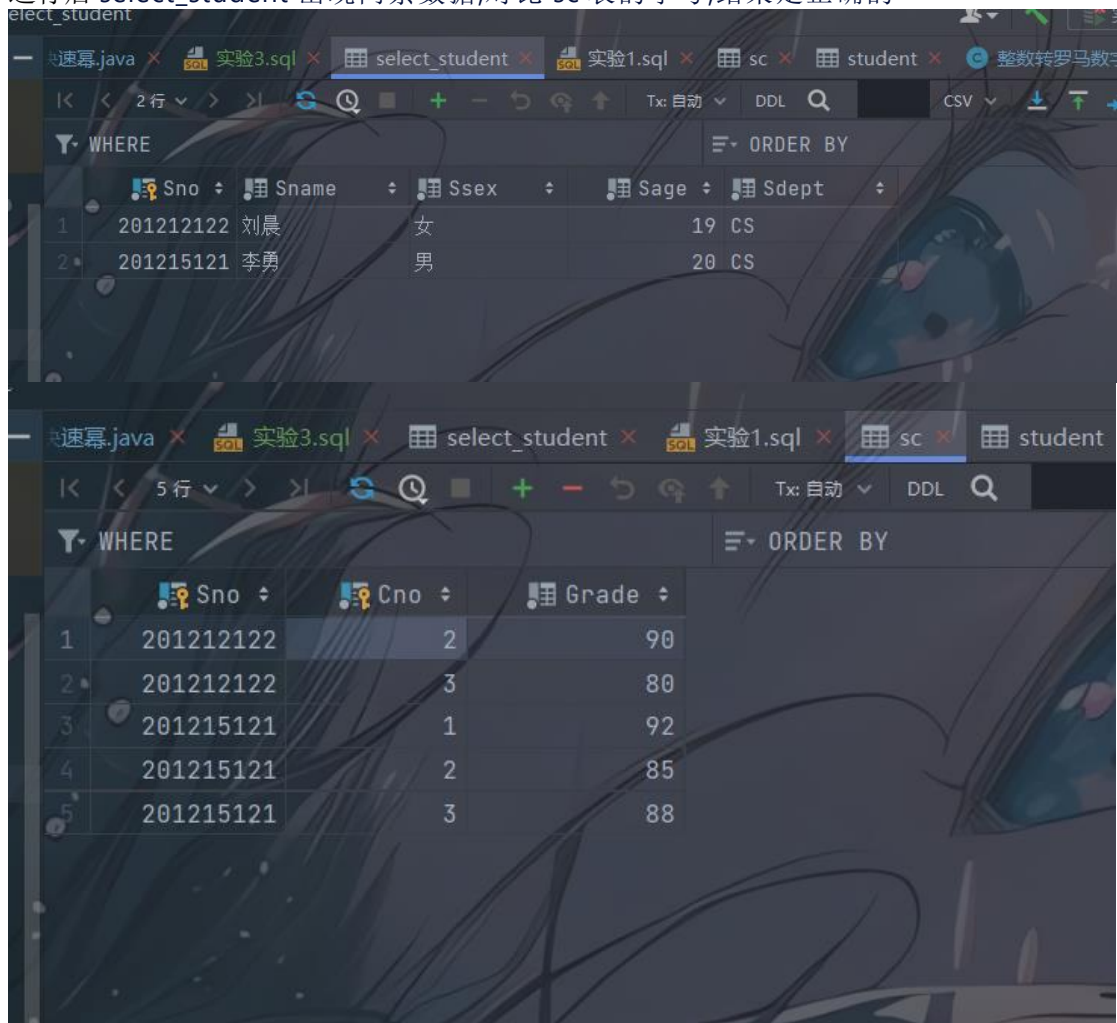 elect_student
快速幂.java × 实验3.sql × select_student × 实验1.sql × sc × student × 整数转罗马数字
2行 Tx: 自动 DDL CSV
WHERE ORDER BY
Sno Sname Ssex Sage Sdept
1 201212122 刘晨 女 19 CS
2 201215121 李勇 男 20 CS
快速幂.java × 实验3.sql × select_student × 实验1.sql × sc × student
5行 Tx: 自动 DDL
WHERE ORDER BY
Sno Cno Grade
1 201212122 2 90
2 201212122 3 80
3 201215121 1 92
4 201215121 2 85
5 201215121 3 88